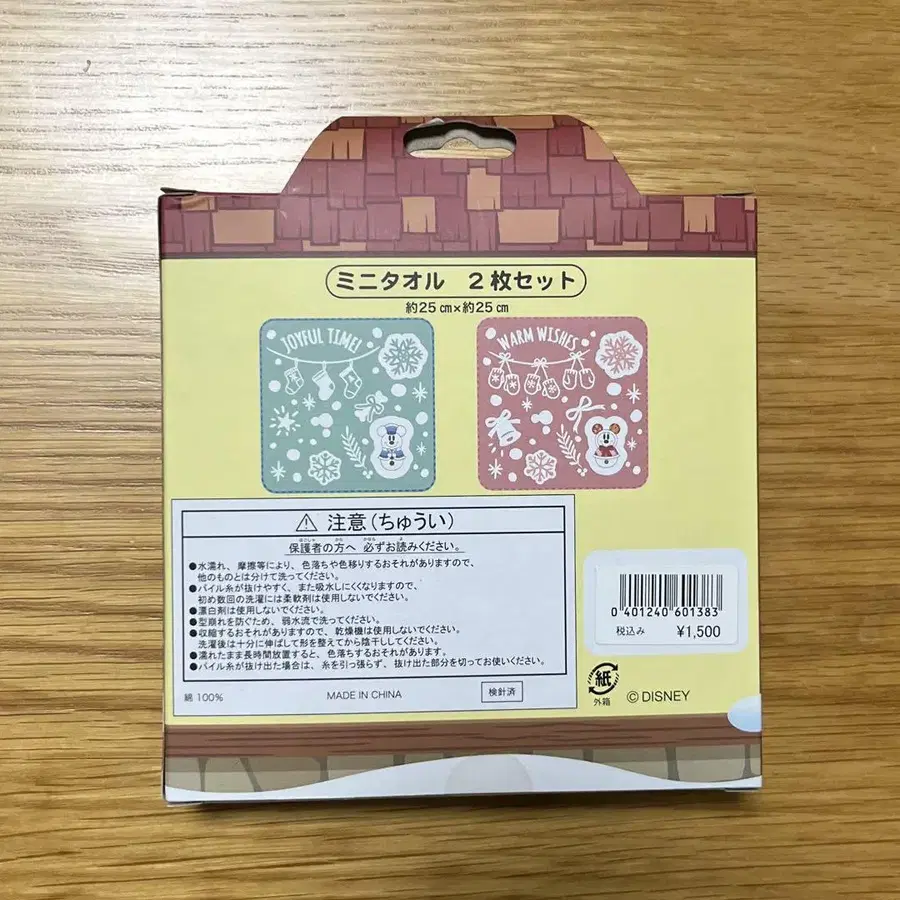 ミニタオル 2枚セット
約25㎝×約25㎝
JOYFUL TIME!
WARM WISHES
⚠ 注意(ちゅうい)
保護者の方へ 必ずお読みください。
●水濡れ、摩擦等により、色落ちや色移りするおそれがありますので、
他のものとは分けて洗ってください。
●パイル糸が抜けやすく、また吸水しにくくなりますので、
初め数回の洗濯には柔軟剤は使用しないでください。
●漂白剤は使用しないでください。
●型崩れを防ぐため、弱水流で洗ってください。
●収縮するおそれがありますので、乾燥機は使用しないでください。
洗濯後は十分に伸ばして形を整えてから陰干ししてください。
●濡れたまま長時間放置すると、色落ちするおそれがあります。
●パイル糸が抜け出た場合は、糸を引っ張らず、抜け出た部分を切ってお使いください。
綿 100%
MADE IN CHINA
検針済
0 401240 601383
税込み ¥1,500
紙
外箱
©DISNEY